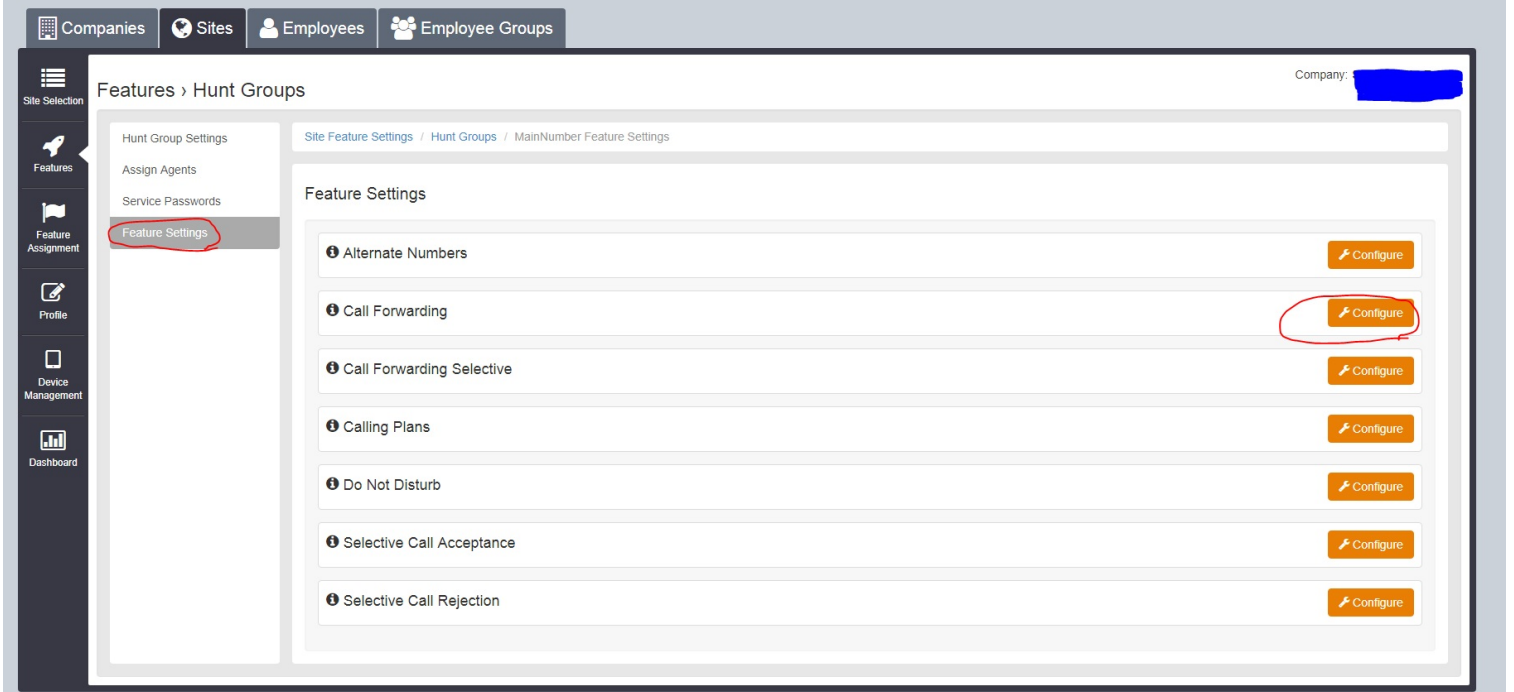 Companies
Sites
Employees
Employee Groups
Site Selection
Features
Feature
Assignment
Profile
Device
Management
Dashboard
Features › Hunt Groups
Company:
Hunt Group Settings
Assign Agents
Service Passwords
Feature Settings
Site Feature Settings / Hunt Groups / MainNumber Feature Settings
Feature Settings
Alternate Numbers Configure
Call Forwarding Configure
Call Forwarding Selective Configure
Calling Plans Configure
Do Not Disturb Configure
Selective Call Acceptance Configure
Selective Call Rejection Configure